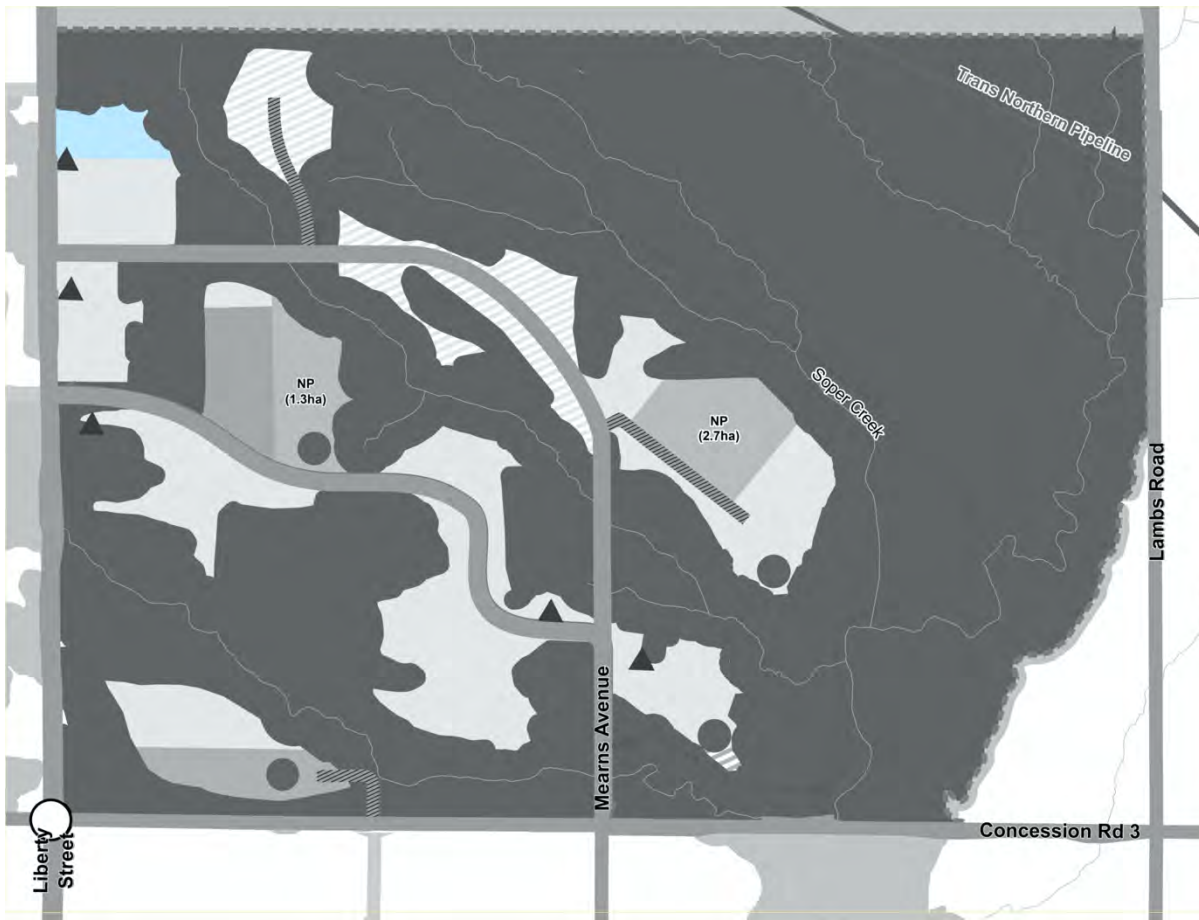 Trans Northern Pipeline
NP
(1.3ha)
Soper Creek
NP
(2.7ha)
Lambs Road
Mearns Avenue
Concession Rd 3
Liberty
Street